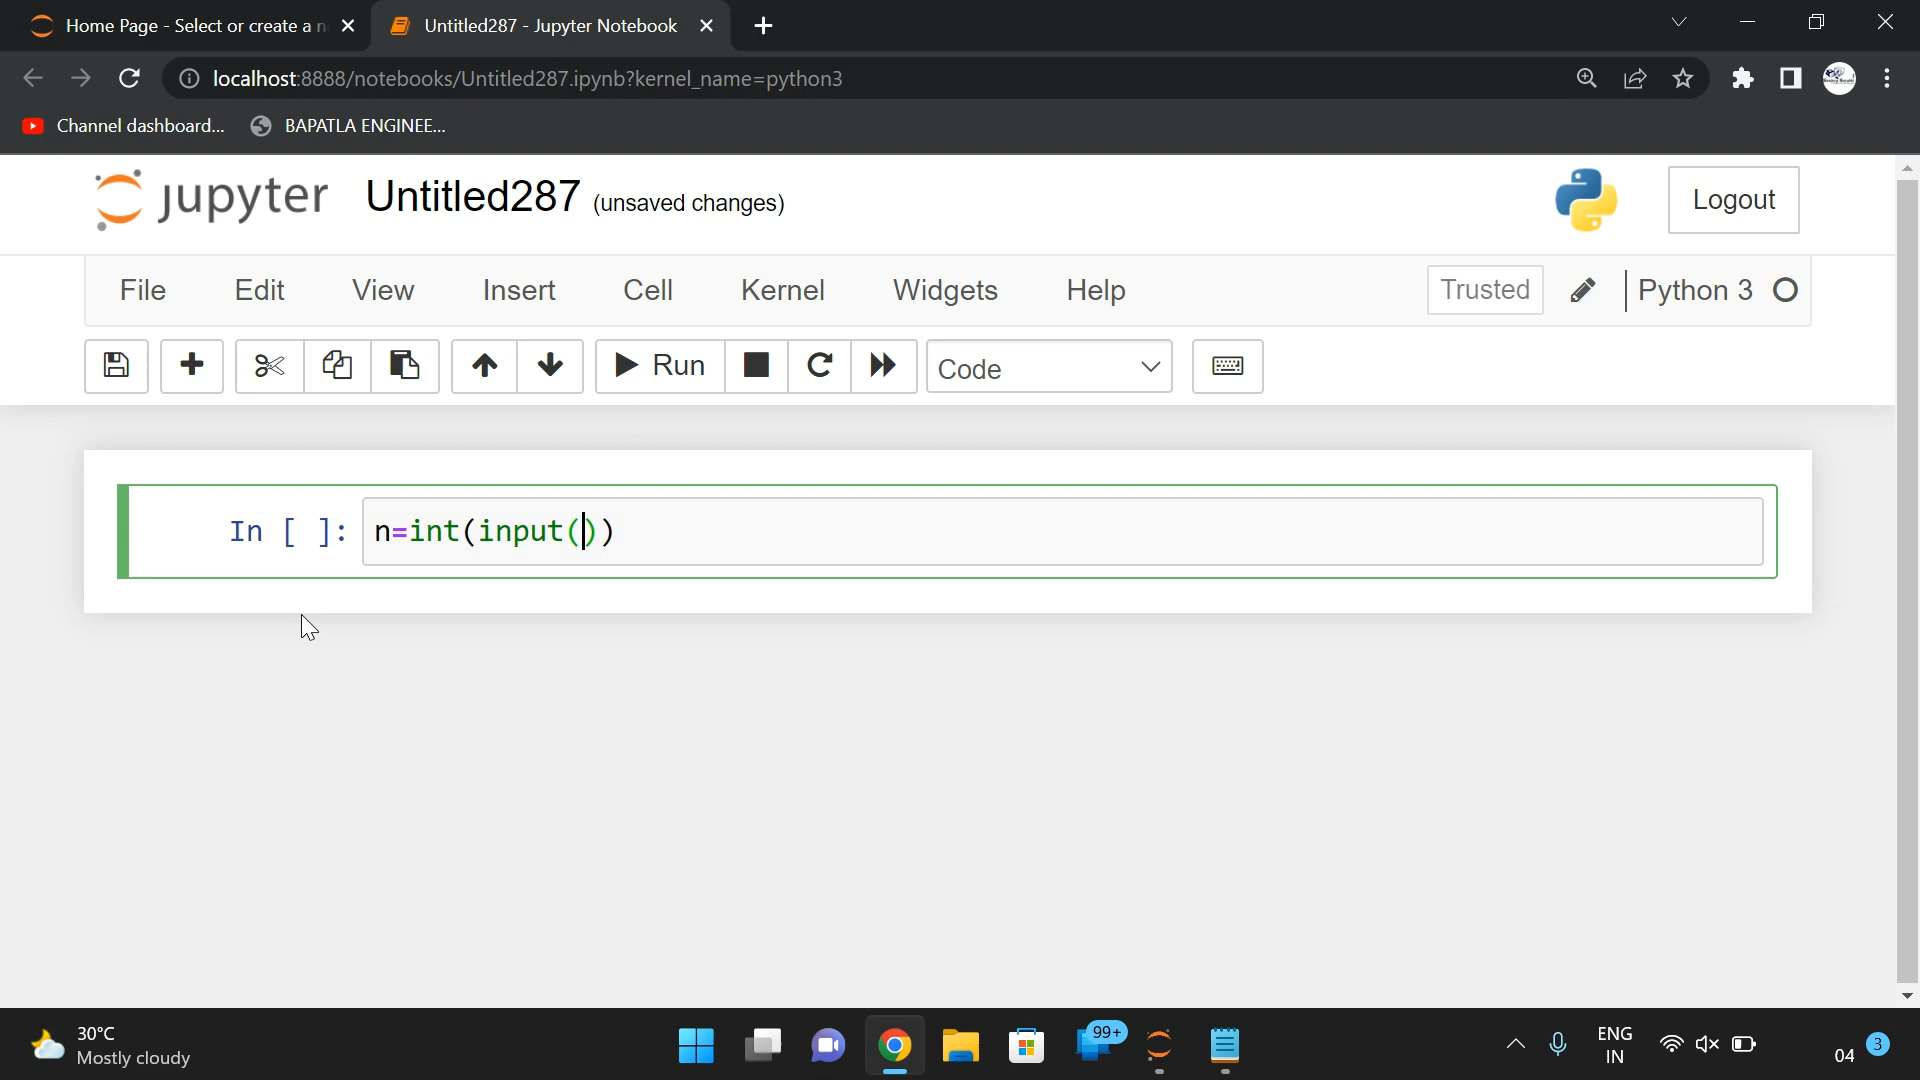 Home Page - Select or create a n
Untitled287 - Jupyter Notebook
localhost:8888/notebooks/Untitled287.ipynb?kernel_name=python3
Channel dashboard...
BAPATLA ENGINEE...
jupyter
Untitled287 (unsaved changes)
Logout
File Edit View Insert Cell Kernel Widgets Help
Trusted
Python 3
Run
Code
In [ ]: n=int(input())
30°C
Mostly cloudy
99+
ENG
IN
04
3